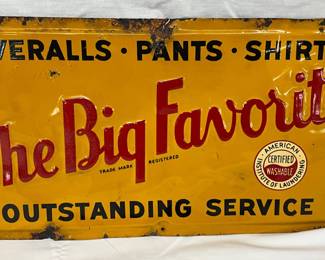 VERALLS · PANTS · SHIRT
he Big Favorit
TRADE MARK REGISTERED
AMERICAN
CERTIFIED
WASHABLE
INSTITUTE OF LAUNDERING
OUTSTANDING SERVICE